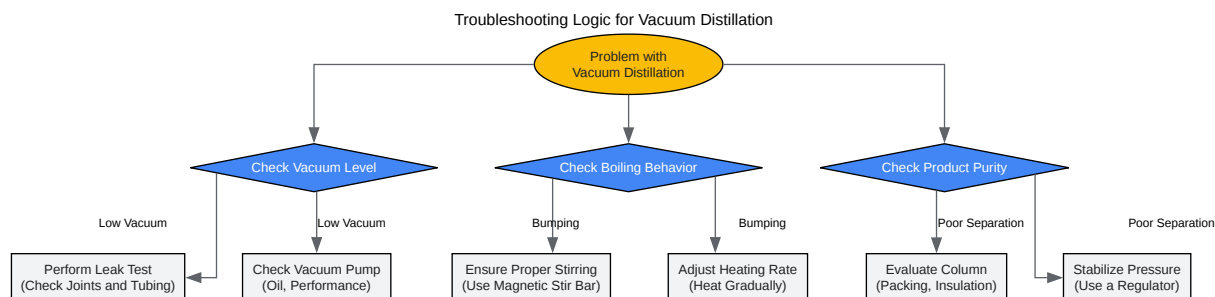 Troubleshooting Logic for Vacuum Distillation
Problem with
Vacuum Distillation
Check Vacuum Level
Check Boiling Behavior
Check Product Purity
Low Vacuum
Low Vacuum
Bumping
Bumping
Poor Separation
Poor Separation
Perform Leak Test
(Check Joints and Tubing)
Check Vacuum Pump
(Oil, Performance)
Ensure Proper Stirring
(Use Magnetic Stir Bar)
Adjust Heating Rate
(Heat Gradually)
Evaluate Column
(Packing, Insulation)
Stabilize Pressure
(Use a Regulator)